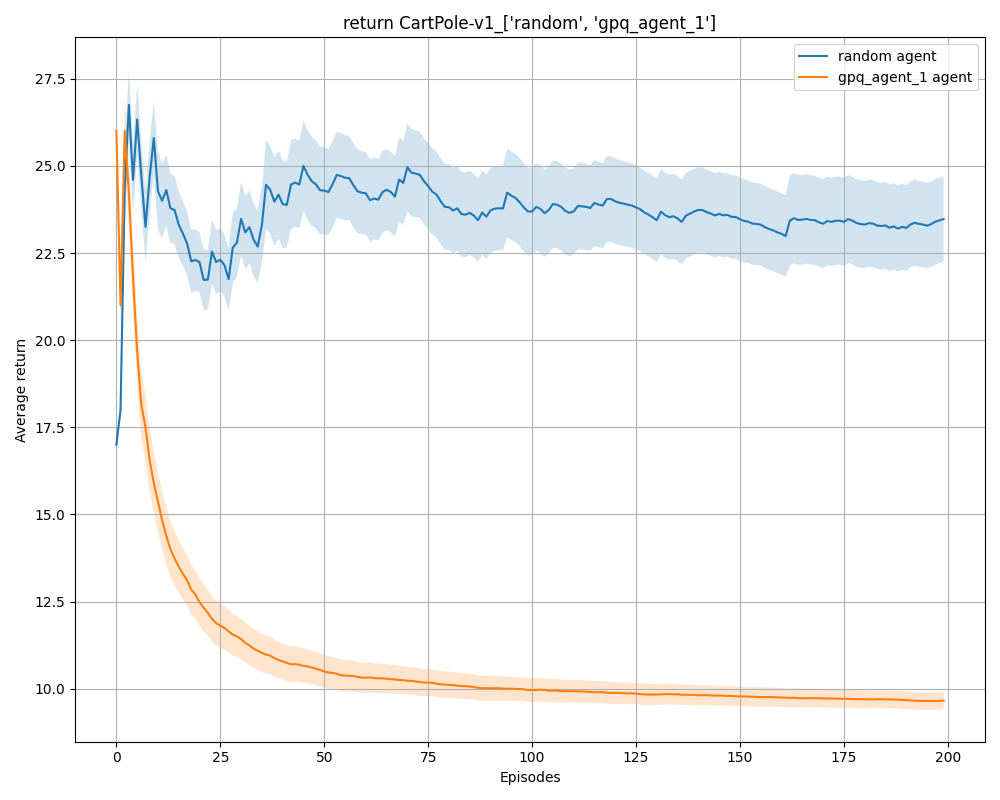 return CartPole-v1_['random', 'gpq_agent_1']
random agent
gpq_agent_1 agent
Average return
27.5
25.0
22.5
20.0
17.5
15.0
12.5
10.0
0 25 50 75 100 125 150 175 200
Episodes